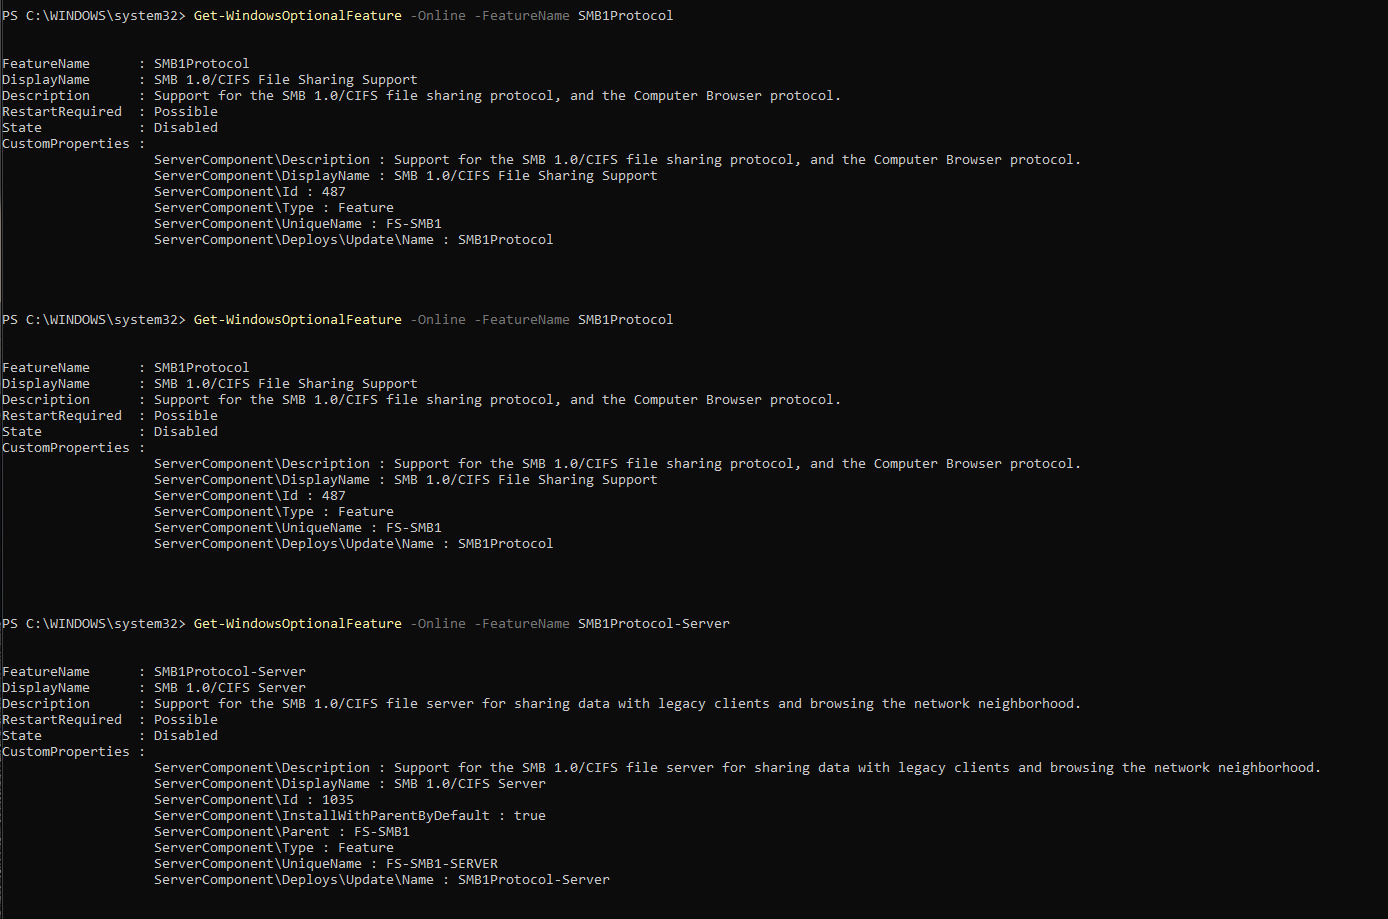 PS C:\WINDOWS\system32> Get-WindowsOptionalFeature -Online -FeatureName SMB1Protocol
FeatureName      : SMB1Protocol
DisplayName      : SMB 1.0/CIFS File Sharing Support
Description      : Support for the SMB 1.0/CIFS file sharing protocol, and the Computer Browser protocol.
RestartRequired  : Possible
State            : Disabled
CustomProperties :
                   ServerComponent\Description : Support for the SMB 1.0/CIFS file sharing protocol, and the Computer Browser protocol.
                   ServerComponent\DisplayName : SMB 1.0/CIFS File Sharing Support
                   ServerComponent\Id : 487
                   ServerComponent\Type : Feature
                   ServerComponent\UniqueName : FS-SMB1
                   ServerComponent\Deploys\Update\Name : SMB1Protocol
PS C:\WINDOWS\system32> Get-WindowsOptionalFeature -Online -FeatureName SMB1Protocol
FeatureName      : SMB1Protocol
DisplayName      : SMB 1.0/CIFS File Sharing Support
Description      : Support for the SMB 1.0/CIFS file sharing protocol, and the Computer Browser protocol.
RestartRequired  : Possible
State            : Disabled
CustomProperties :
                   ServerComponent\Description : Support for the SMB 1.0/CIFS file sharing protocol, and the Computer Browser protocol.
                   ServerComponent\DisplayName : SMB 1.0/CIFS File Sharing Support
                   ServerComponent\Id : 487
                   ServerComponent\Type : Feature
                   ServerComponent\UniqueName : FS-SMB1
                   ServerComponent\Deploys\Update\Name : SMB1Protocol
PS C:\WINDOWS\system32> Get-WindowsOptionalFeature -Online -FeatureName SMB1Protocol-Server
FeatureName      : SMB1Protocol-Server
DisplayName      : SMB 1.0/CIFS Server
Description      : Support for the SMB 1.0/CIFS file server for sharing data with legacy clients and browsing the network neighborhood.
RestartRequired  : Possible
State            : Disabled
CustomProperties :
                   ServerComponent\Description : Support for the SMB 1.0/CIFS file server for sharing data with legacy clients and browsing the network neighborhood.
                   ServerComponent\DisplayName : SMB 1.0/CIFS Server
                   ServerComponent\Id : 1035
                   ServerComponent\InstallWithParentByDefault : true
                   ServerComponent\Parent : FS-SMB1
                   ServerComponent\Type : Feature
                   ServerComponent\UniqueName : FS-SMB1-SERVER
                   ServerComponent\Deploys\Update\Name : SMB1Protocol-Server